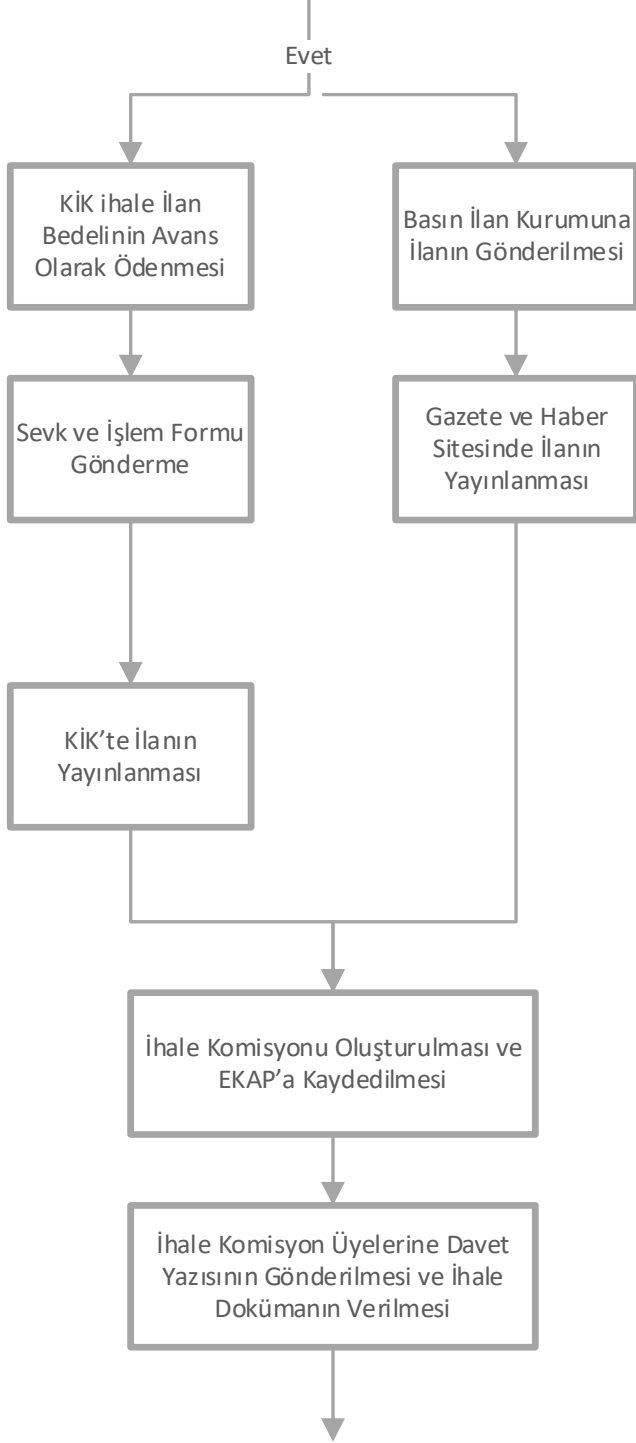 Evet
KİK ihale İlan
Bedelinin Avans
Olarak Ödenmesi
Basın İlan Kurumuna
İlanın Gönderilmesi
Sevk ve İşlem Formu
Gönderme
Gazete ve Haber
Sitesinde İlanın
Yayınlanması
KİK’te İlanın
Yayınlanması
İhale Komisyonu Oluşturulması ve
EKAP’a Kaydedilmesi
İhale Komisyon Üyelerine Davet
Yazısının Gönderilmesi ve İhale
Dokümanın Verilmesi